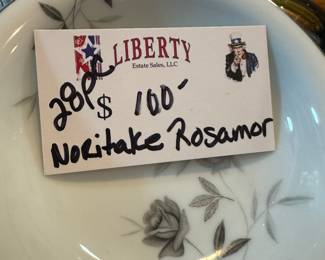 LIBERTY
Estate Sales, LLC
28pc
$ 100-
Noritake Rosamor